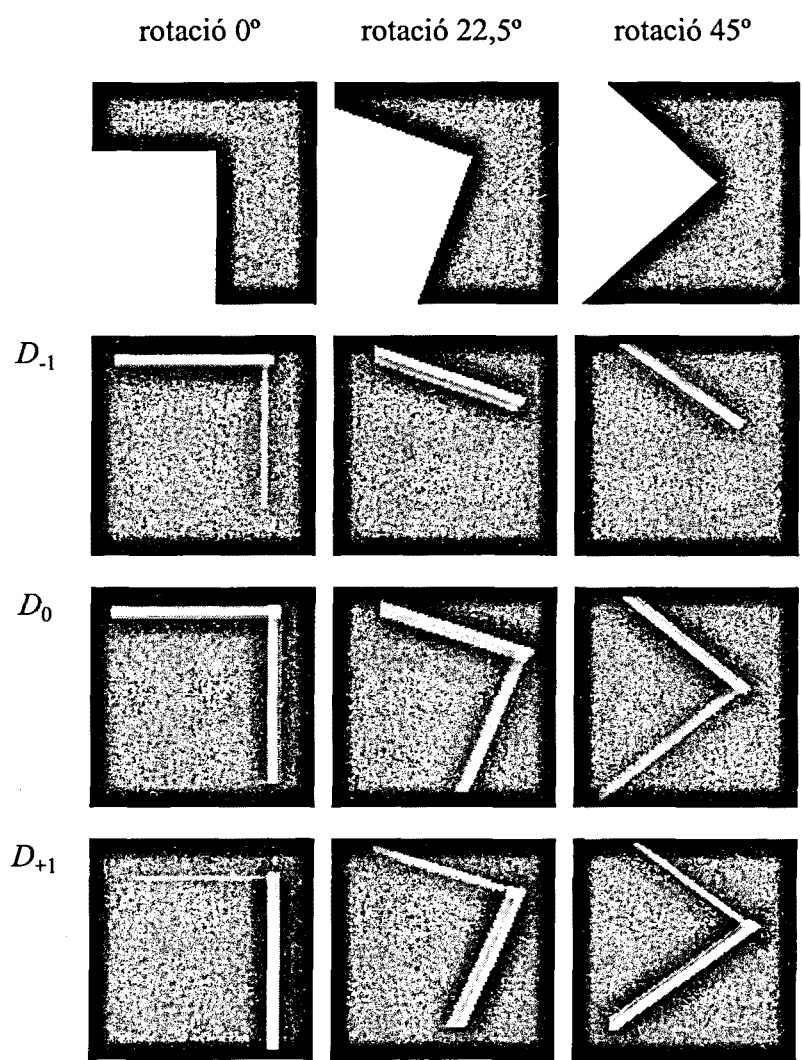 rotació 0º rotació 22,5º rotació 45º
D₋₁
D₀
D₊₁